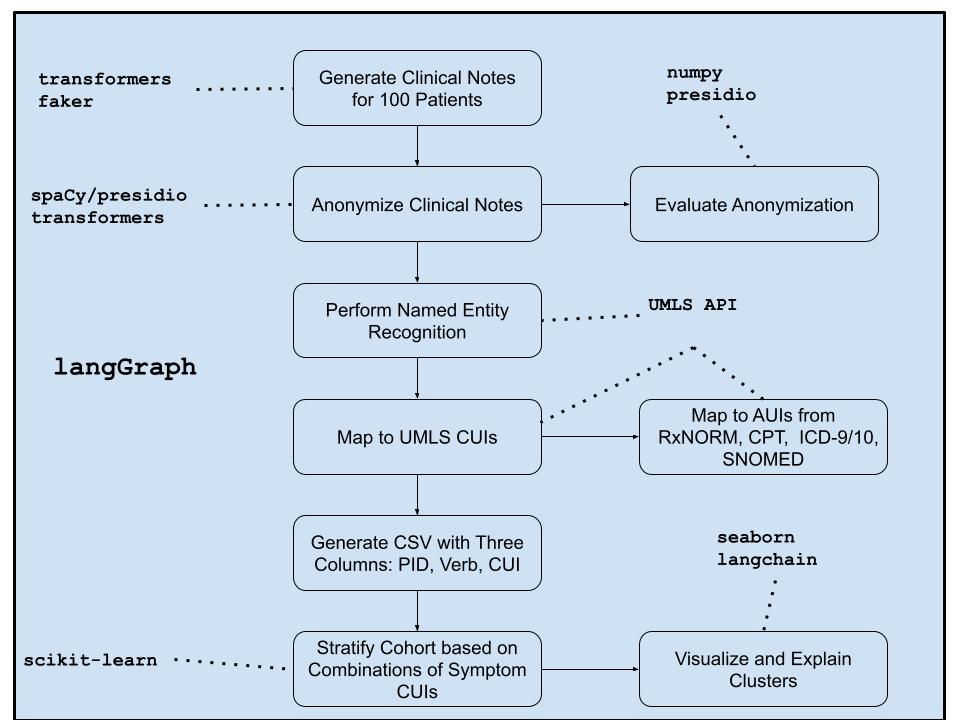 transformers
faker
Generate Clinical Notes
for 100 Patients
numpy
presidio
spaCy/presidio
transformers
Anonymize Clinical Notes
Evaluate Anonymization
Perform Named Entity
Recognition
UMLS API
langGraph
Map to UMLS CUIs
Map to AUIs from
RxNORM, CPT, ICD-9/10,
SNOMED
Generate CSV with Three
Columns: PID, Verb, CUI
seaborn
langchain
scikit-learn
Stratify Cohort based on
Combinations of Symptom
CUIs
Visualize and Explain
Clusters